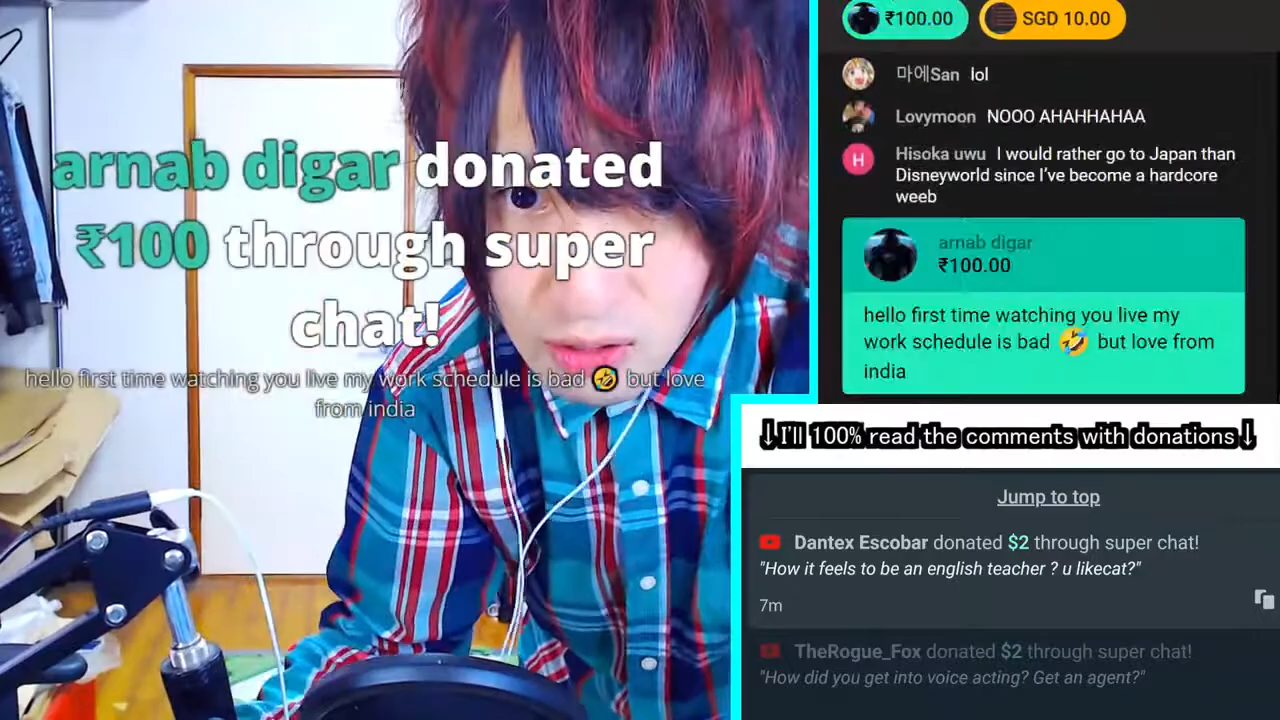 arnab digar donated
₹100 through super
chat!
hello first time watching you live my work schedule is bad 🤣 but love
from india
₹100.00
SGD 10.00
마에San lol
Lovymoon NOOO AHAHHAHAA
H
Hisoka uwu I would rather go to Japan than
Disneyworld since I've become a hardcore
weeb
arnab digar
₹100.00
hello first time watching you live my
work schedule is bad 🤣 but love from
india
↓I'll 100% read the comments with donations↓
Jump to top
Dantex Escobar donated $2 through super chat!
"How it feels to be an english teacher ? u likecat?"
7m
TheRogue_Fox donated $2 through super chat!
"How did you get into voice acting? Get an agent?"